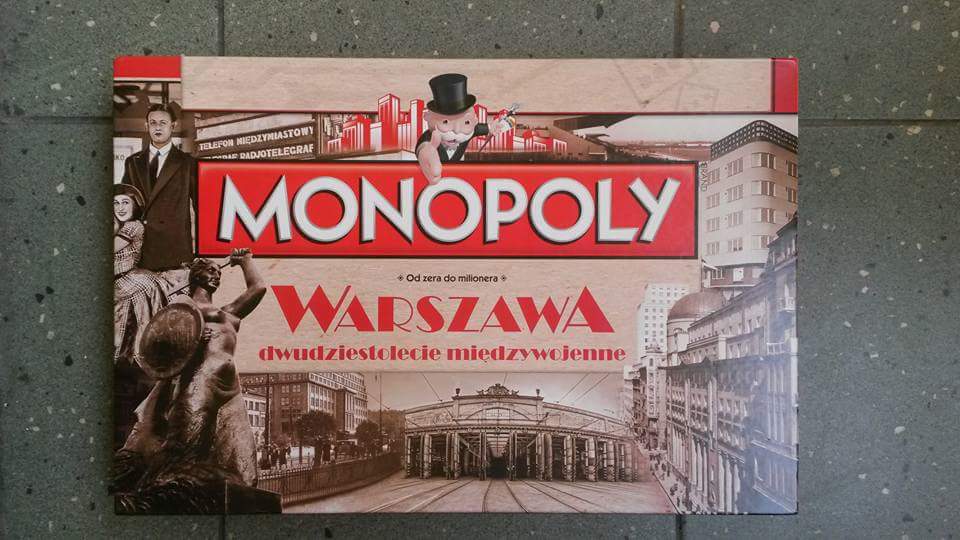 TELEFON MIĘDZYMIASTOWY
RADJOTELEGRAF
MONOPOLY
Od zera do milionera
WARSZAWA
dwudziestolecie międzywojenne